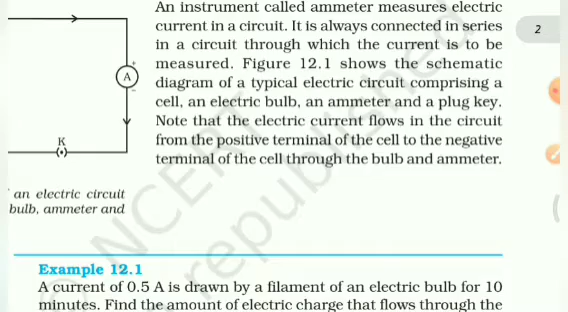 An instrument called ammeter measures electric
current in a circuit. It is always connected in series
in a circuit through which the current is to be
measured. Figure 12.1 shows the schematic
diagram of a typical electric circuit comprising a
cell, an electric bulb, an ammeter and a plug key.
Note that the electric current flows in the circuit
from the positive terminal of the cell to the negative
terminal of the cell through the bulb and ammeter.
2
+
A
–
K
an electric circuit
bulb, ammeter and
© NCERT
republished
Example 12.1
A current of 0.5 A is drawn by a filament of an electric bulb for 10
minutes. Find the amount of electric charge that flows through the